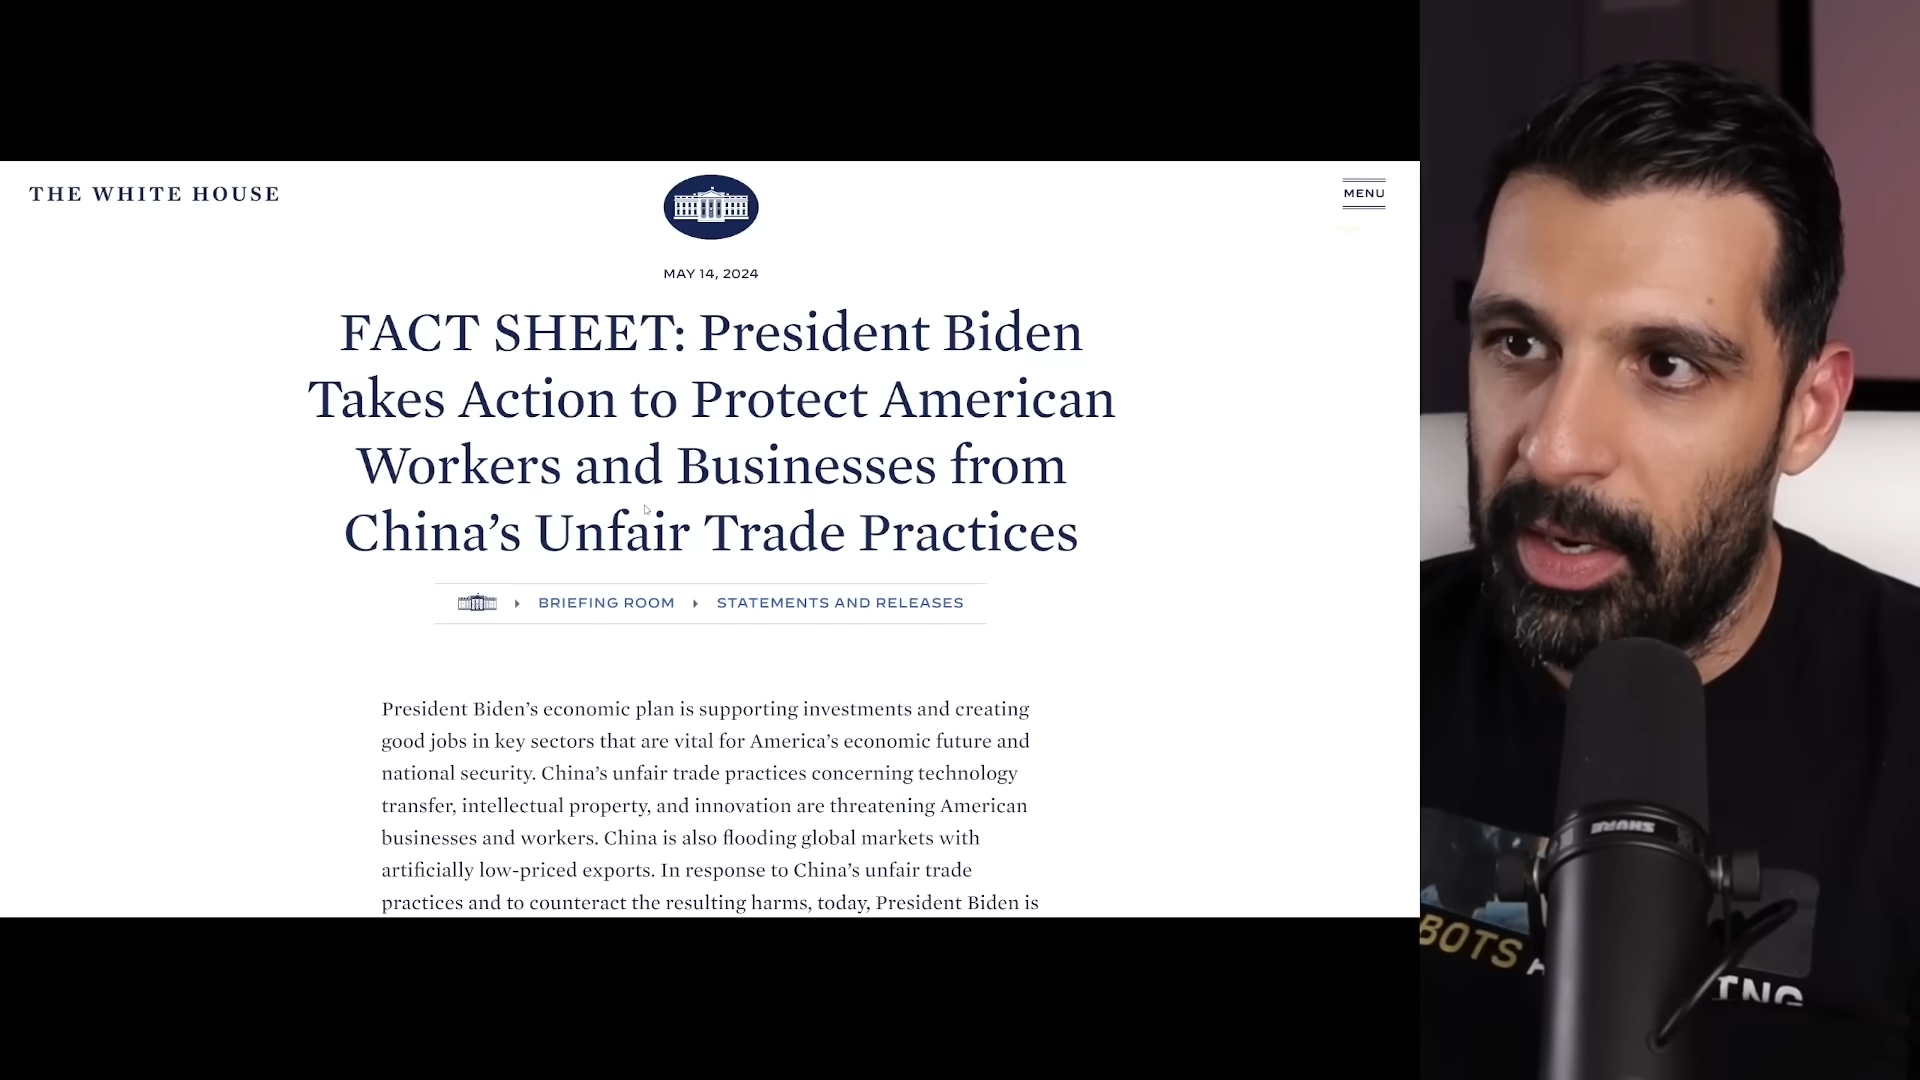 THE WHITE HOUSE
MENU
MAY 14, 2024
FACT SHEET: President Biden
Takes Action to Protect American
Workers and Businesses from
China’s Unfair Trade Practices
BRIEFING ROOM
STATEMENTS AND RELEASES
President Biden’s economic plan is supporting investments and creating
good jobs in key sectors that are vital for America’s economic future and
national security. China’s unfair trade practices concerning technology
transfer, intellectual property, and innovation are threatening American
businesses and workers. China is also flooding global markets with
artificially low-priced exports. In response to China’s unfair trade
practices and to counteract the resulting harms, today, President Biden is
SHURE
BOTS